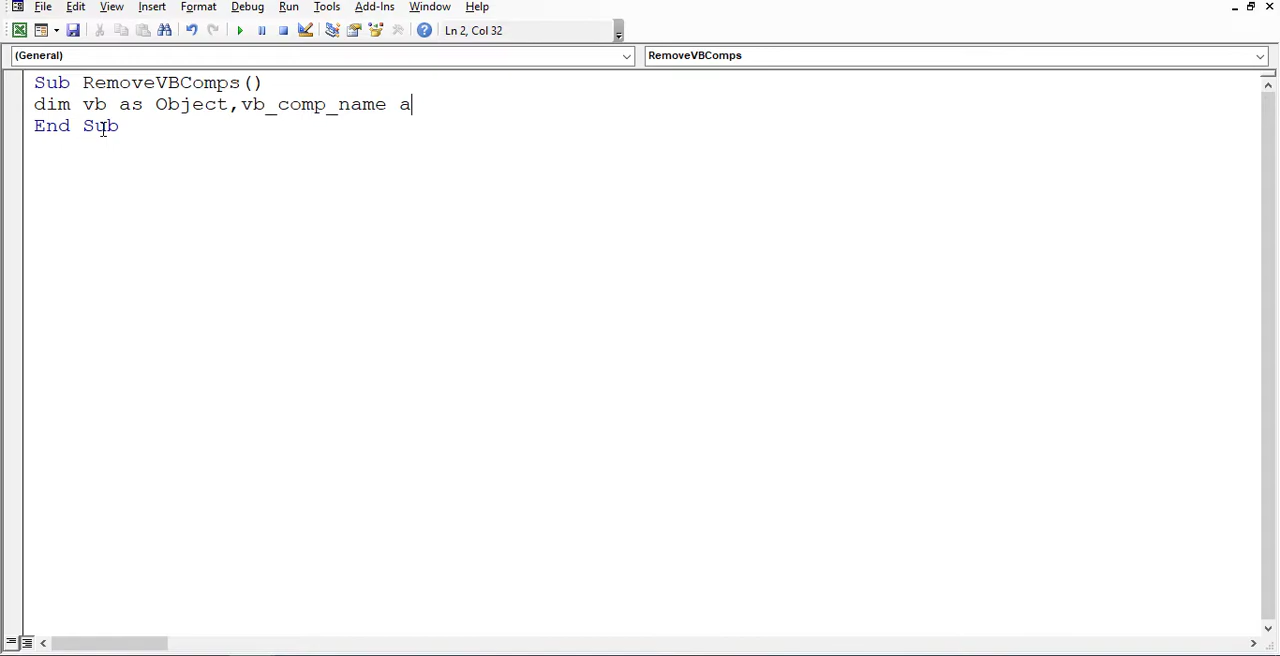 File Edit View Insert Format Debug Run Tools Add-Ins Window Help
Ln 2, Col 32
(General) RemoveVBComps
Sub RemoveVBComps()
dim vb as Object,vb_comp_name a
End Sub